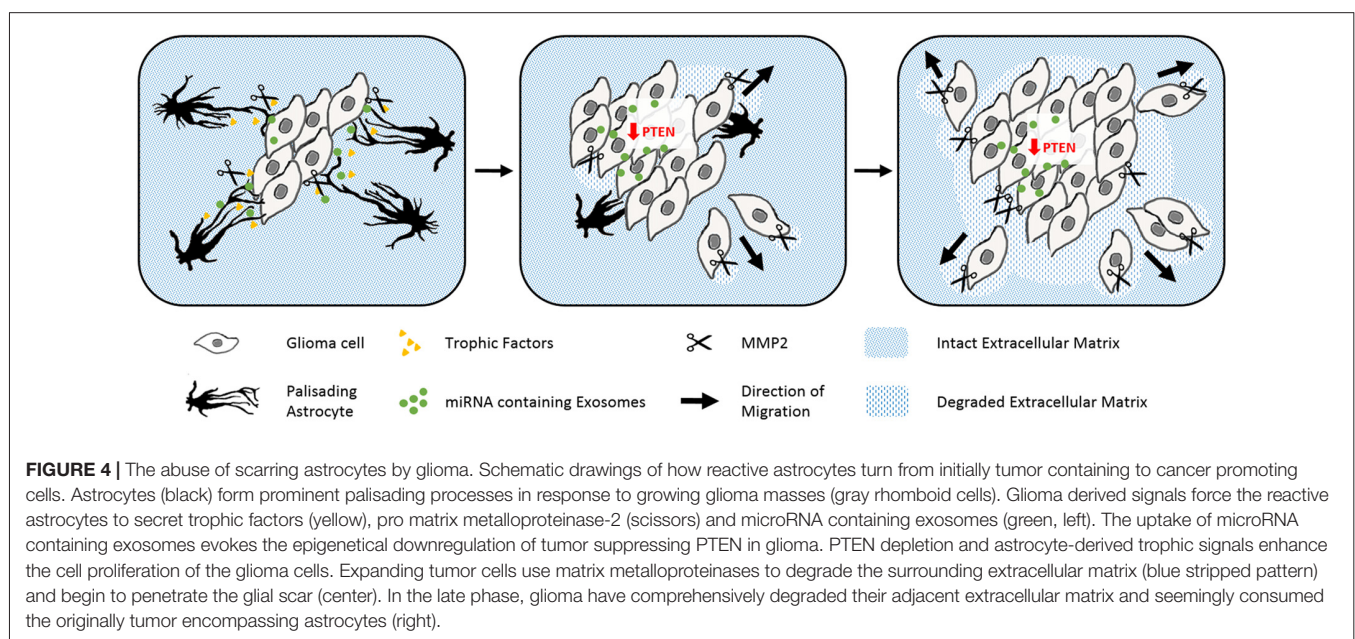 PTEN
PTEN
Glioma cell
Trophic Factors
MMP2
Intact Extracellular Matrix
Palisading
Astrocyte
miRNA containing Exosomes
Direction of
Migration
Degraded Extracellular Matrix
FIGURE 4 | The abuse of scarring astrocytes by glioma. Schematic drawings of how reactive astrocytes turn from initially tumor containing to cancer promoting
cells. Astrocytes (black) form prominent palisading processes in response to growing glioma masses (gray rhomboid cells). Glioma derived signals force the reactive
astrocytes to secret trophic factors (yellow), pro matrix metalloproteinase-2 (scissors) and microRNA containing exosomes (green, left). The uptake of microRNA
containing exosomes evokes the epigenetical downregulation of tumor suppressing PTEN in glioma. PTEN depletion and astrocyte-derived trophic signals enhance
the cell proliferation of the glioma cells. Expanding tumor cells use matrix metalloproteinases to degrade the surrounding extracellular matrix (blue stripped pattern)
and begin to penetrate the glial scar (center). In the late phase, glioma have comprehensively degraded their adjacent extracellular matrix and seemingly consumed
the originally tumor encompassing astrocytes (right).